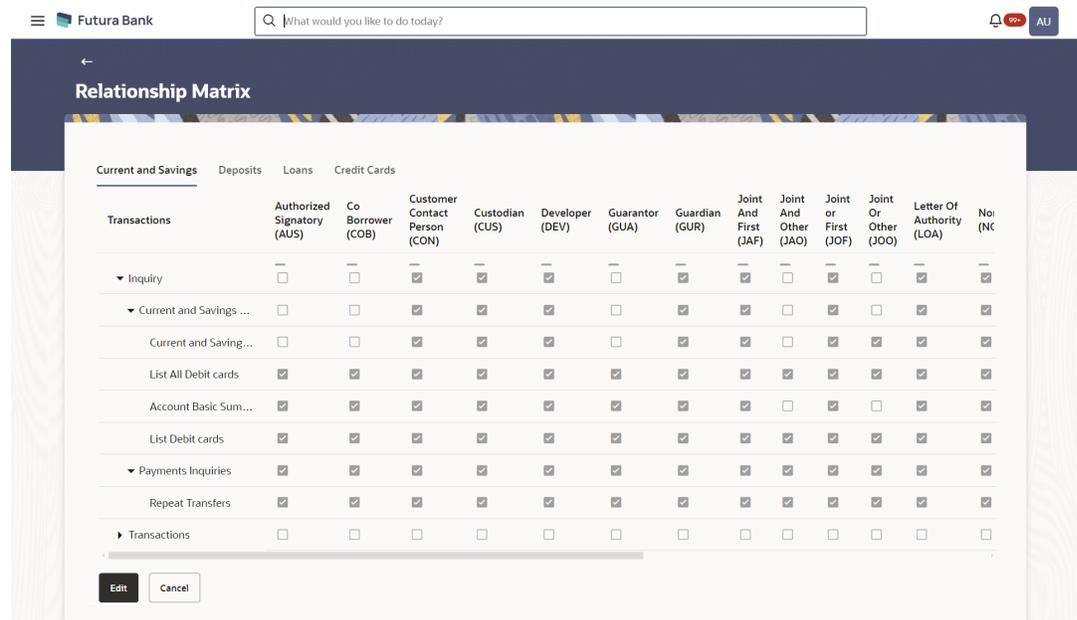 Futura Bank
What would you like to do today?
99+
AU
Relationship Matrix
Current and Savings Deposits Loans Credit Cards
Transactions
Authorized
Signatory
(AUS)
Co
Borrower
(COB)
Customer
Contact
Person
(CON)
Custodian
(CUS)
Developer
(DEV)
Guarantor
(GUA)
Guardian
(GUR)
Joint
And
First
(JAF)
Joint
And
Other
(JAO)
Joint
or
First
(JOF)
Joint
Or
Other
(JOO)
Letter Of
Authority
(LOA)
Inquiry
Current and Savings ...
Current and Saving...
List All Debit cards
Account Basic Sum...
List Debit cards
Payments Inquiries
Repeat Transfers
Transactions
Edit Cancel